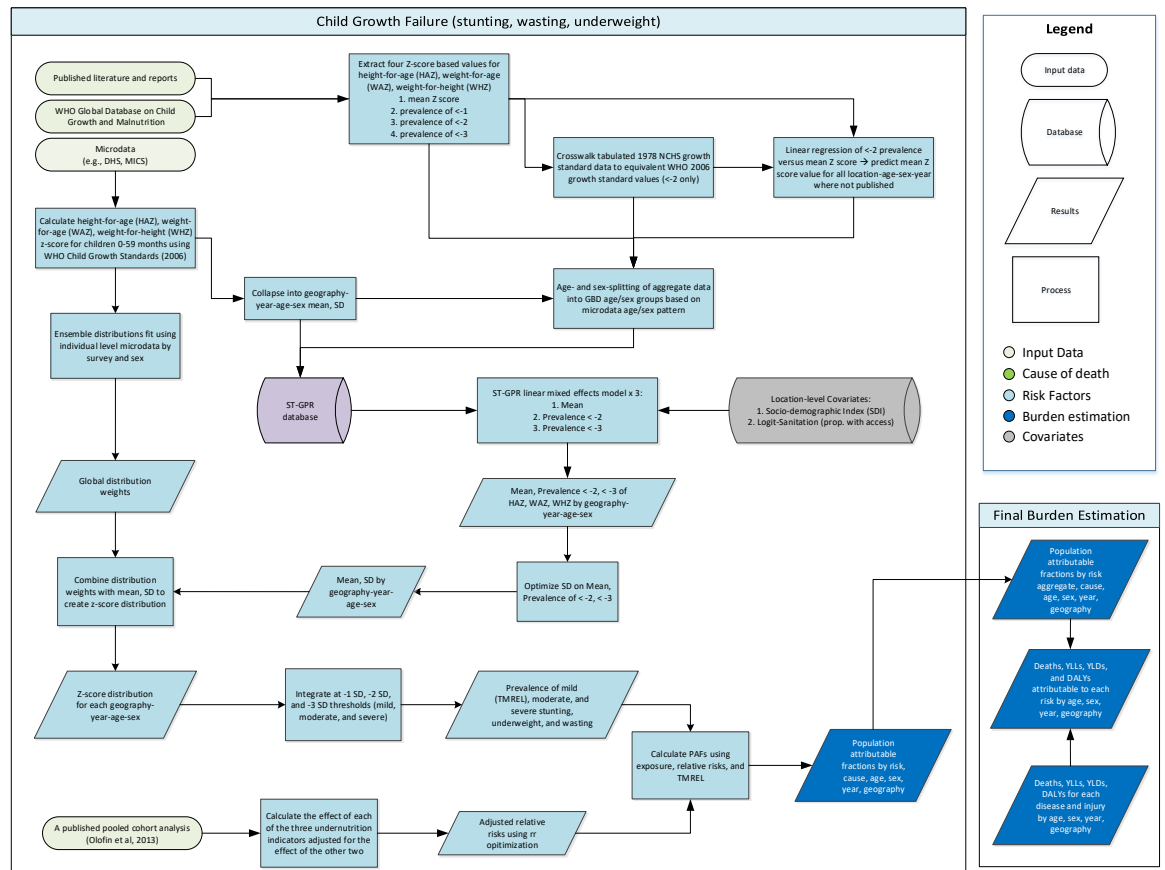 Child Growth Failure (stunting, wasting, underweight)
Published literature and reports
WHO Global Database on Child
Growth and Malnutrition
Microdata
(e.g., DHS, MICS)
Extract four Z-score based values for
height-for-age (HAZ), weight-for-age
(WAZ), weight-for-height (WHZ)
1. mean Z score
2. prevalence of <-1
3. prevalence of <-2
4. prevalence of <-3
Crosswalk tabulated 1978 NCHS growth
standard data to equivalent WHO 2006
growth standard values (<-2 only)
Linear regression of <-2 prevalence
versus mean Z score → predict mean Z
score value for all location-age-sex-year
where not published
Calculate height-for-age (HAZ), weight-
for-age (WAZ), weight-for-height (WHZ)
z-score for children 0-59 months using
WHO Child Growth Standards (2006)
Collapse into geography-
year-age-sex mean, SD
Age- and sex-splitting of aggregate data
into GBD age/sex groups based on
microdata age/sex pattern
Ensemble distributions fit using
individual level microdata by
survey and sex
ST-GPR
database
ST-GPR linear mixed effects model x 3:
1. Mean
2. Prevalence < -2
3. Prevalence < -3
Location-level Covariates:
1. Socio-demographic Index (SDI)
2. Logit-Sanitation (prop. with access)
Global distribution
weights
Mean, Prevalence < -2, < -3 of
HAZ, WAZ, WHZ by geography-
year-age-sex
Combine distribution
weights with mean, SD to
create z-score distribution
Mean, SD by
geography-year-
age-sex
Optimize SD on Mean,
Prevalence of < -2, < -3
Z-score distribution
for each geography-
year-age-sex
Integrate at -1 SD, -2 SD,
and -3 SD thresholds (mild,
moderate, and severe)
Prevalence of mild
(TMREL), moderate, and
severe stunting,
underweight, and wasting
Calculate PAFs using
exposure, relative risks, and
TMREL
Population
attributable
fractions by risk,
cause, age, sex,
year, geography
A published pooled cohort analysis
(Olofin et al, 2013)
Calculate the effect of each
of the three undernutrition
indicators adjusted for the
effect of the other two
Adjusted relative
risks using rr
opitimization
Legend
Input data
Database
Results
Process
Input Data
Cause of death
Risk Factors
Burden estimation
Covariates
Final Burden Estimation
Population
attributable
fractions by risk
aggregate, cause,
age, sex, year,
geography
Deaths, YLLs, YLDs,
and DALYs
attributable to each
risk by age, sex,
year, geography
Deaths, YLLs, YLDs,
DALYs for each
disease and injury
by age, sex, year,
geography